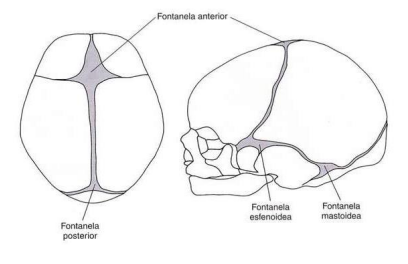 Fontanela anterior
Fontanela
posterior
Fontanela
esfenoidea
Fontanela
mastoidea